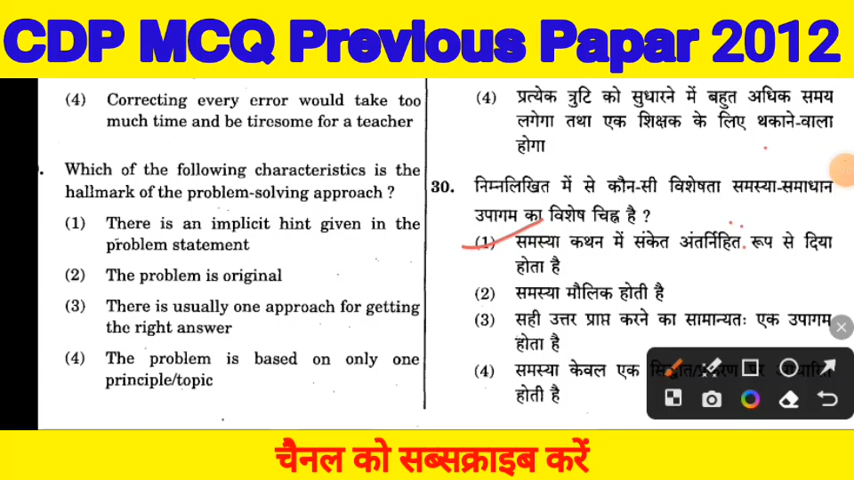 CDP MCQ Previous Papar 2012
(4) Correcting every error would take too
much time and be tiresome for a teacher
. Which of the following characteristics is the
hallmark of the problem-solving approach ?
(1) There is an implicit hint given in the
problem statement
(2) The problem is original
(3) There is usually one approach for getting
the right answer
(4) The problem is based on only one
principle/topic
(4) प्रत्येक त्रुटि को सुधारने में बहुत अधिक समय
लगेगा तथा एक शिक्षक के लिए थकाने-वाला
होगा
30. निम्नलिखित में से कौन-सी विशेषता समस्या-समाधान
उपागम का विशेष चिह्न है ?
(1) समस्या कथन में संकेत अंतर्निहित रूप से दिया
होता है
(2) समस्या मौलिक होती है
(3) सही उत्तर प्राप्त करने का सामान्यतः एक उपागम
होता है
(4) समस्या केवल एक
होती है
चैनल को सब्सक्राइब करें